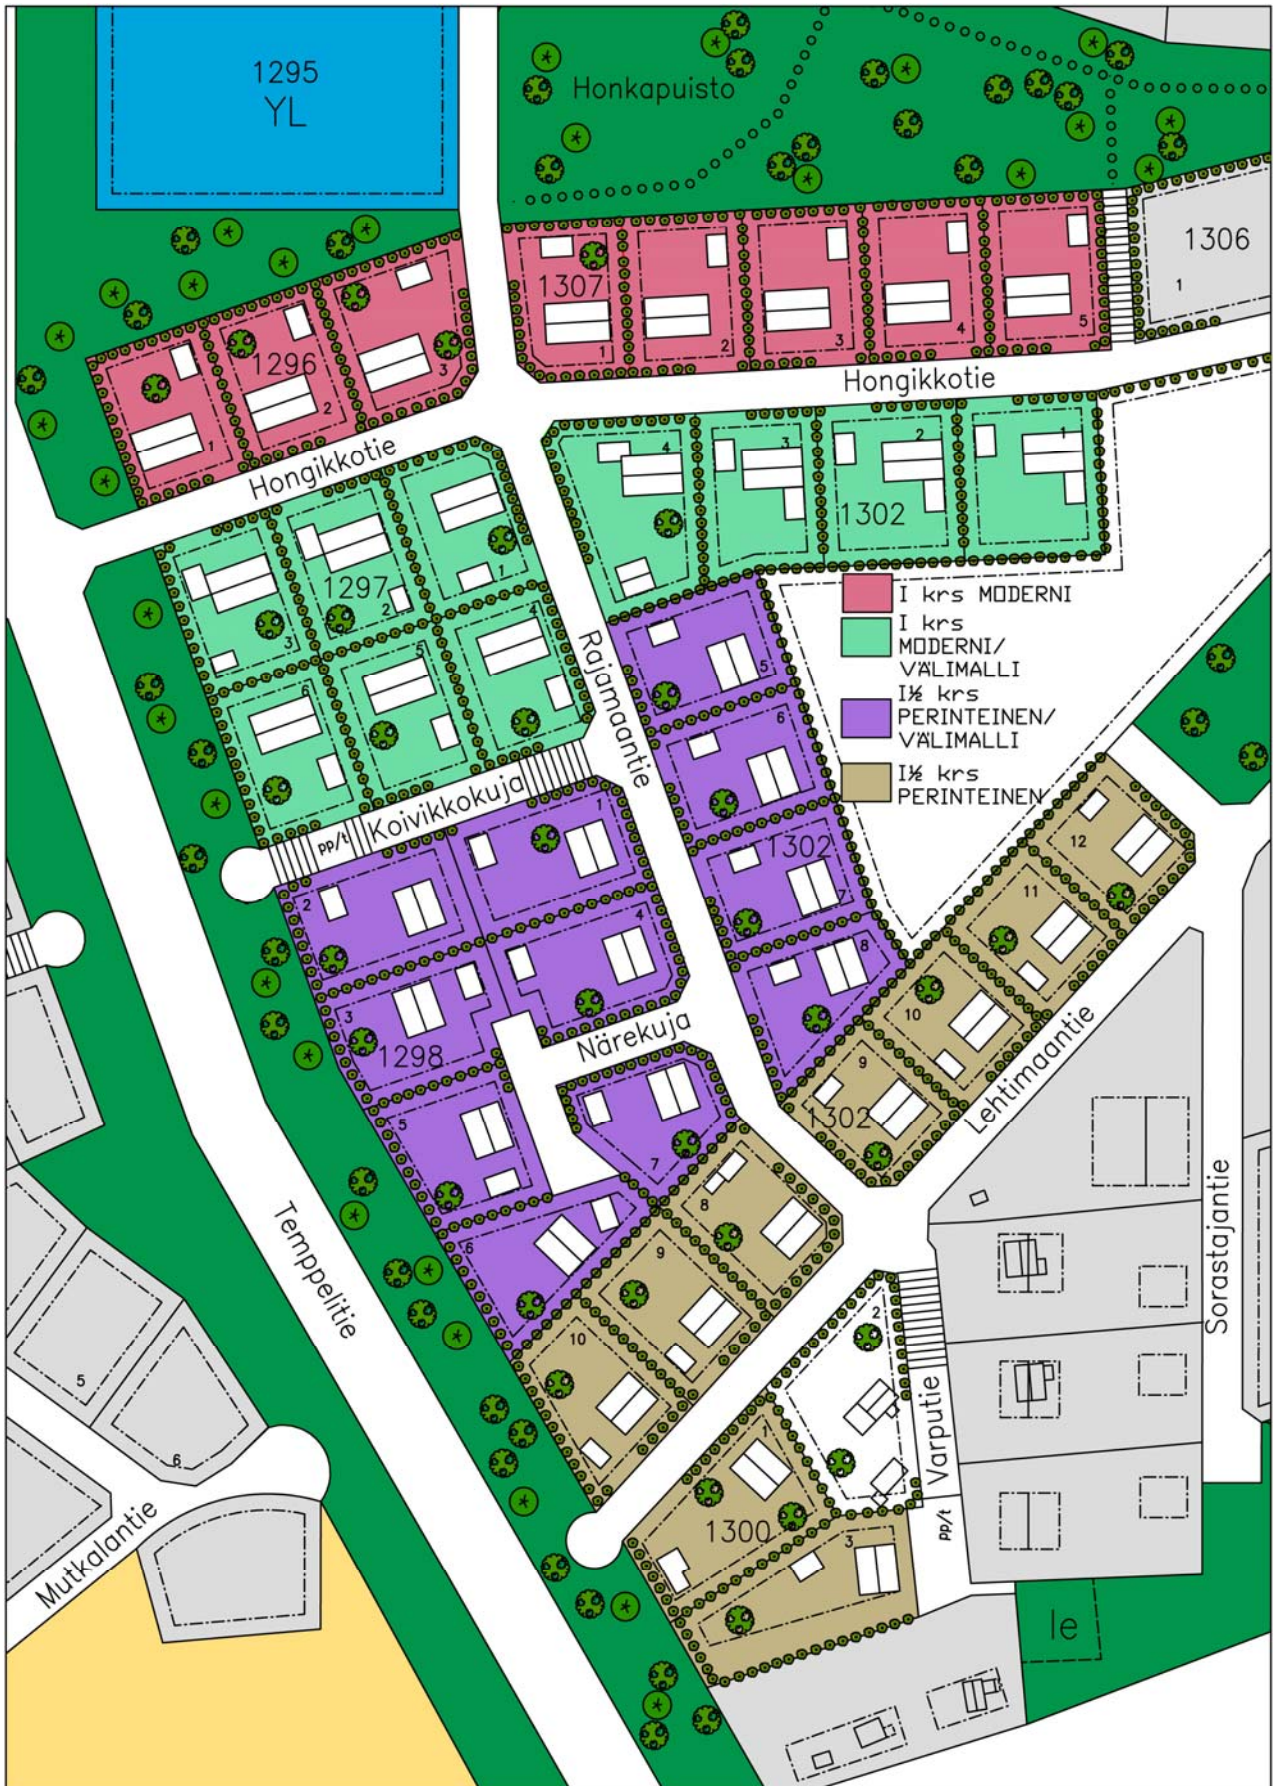 1295
YL
Honkapuisto
1306
1
1307
1
2
3
4
5
1296
1
2
3
Hongikkotie
Hongikkotie
4
3
2
1
1302
1297
1
2
3
4
5
6
I krs MODERNI
I krs
MODERNI/
VÄLIMALLI
I½ krs
PERINTEINEN/
VÄLIMALLI
I½ krs
PERINTEINEN
Rajamaantie
5
6
1302
7
8
pp/t
Koivikkokuja
1
2
4
3
1298
Närekuja
5
7
6
12
11
10
9
1302
Lehtimaantie
8
9
10
Temppelitie
Sorastajantie
2
Varputie
pp/t
1
1300
3
5
6
Mutkalantie
le